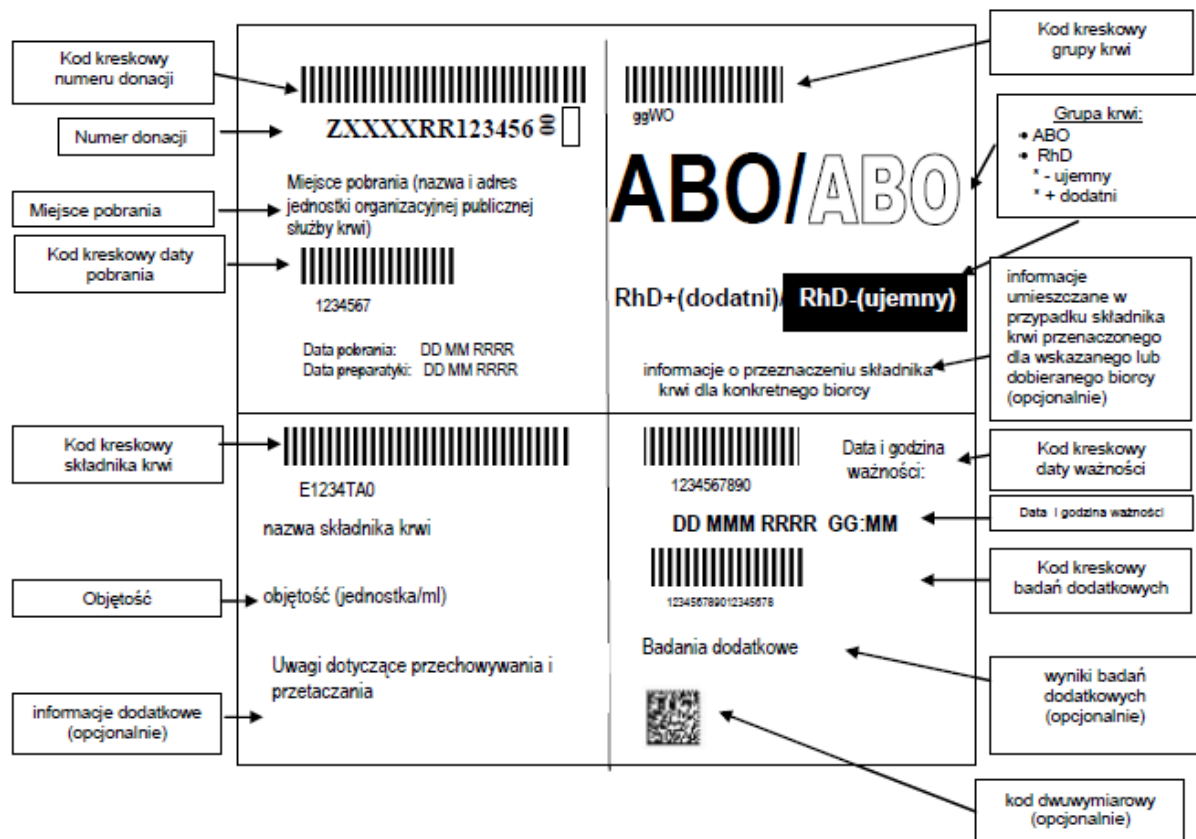 Kod kreskowy
numeru donacji
Numer donacji
Miejsce pobrania
Kod kreskowy daty
pobrania
Kod kreskowy
składnika krwi
Objętość
informacje dodatkowe
(opcjonalnie)
ZXXXXRR123456 00
Miejsce pobrania (nazwa i adres
jednostki organizacyjnej publicznej
służby krwi)
1234567
Data pobrania: DD MM RRRR
Data preparatyki: DD MM RRRR
ggWO
ABO/ABO
RhD+(dodatni)/ RhD-(ujemny)
informacje o przeznaczeniu składnika
krwi dla konkretnego biorcy
E1234TA0
nazwa składnika krwi
objętość (jednostka/ml)
Uwagi dotyczące przechowywania i
przetaczania
Data i godzina
ważności:
1234567890
DD MMM RRRR GG:MM
123456789012345678
Badania dodatkowe
Kod kreskowy
grupy krwi
Grupa krwi:
• ABO
• RhD
* - ujemny
* + dodatni
informacje
umieszczane w
przypadku składnika
krwi przenaczonego
dla wskazanego lub
dobieranego biorcy
(opcjonalnie)
Kod kreskowy
daty ważności
Data i godzina ważności
Kod kreskowy
badań dodatkowych
wyniki badań
dodatkowych
(opcjonalnie)
kod dwuwymiarowy
(opcjonalnie)